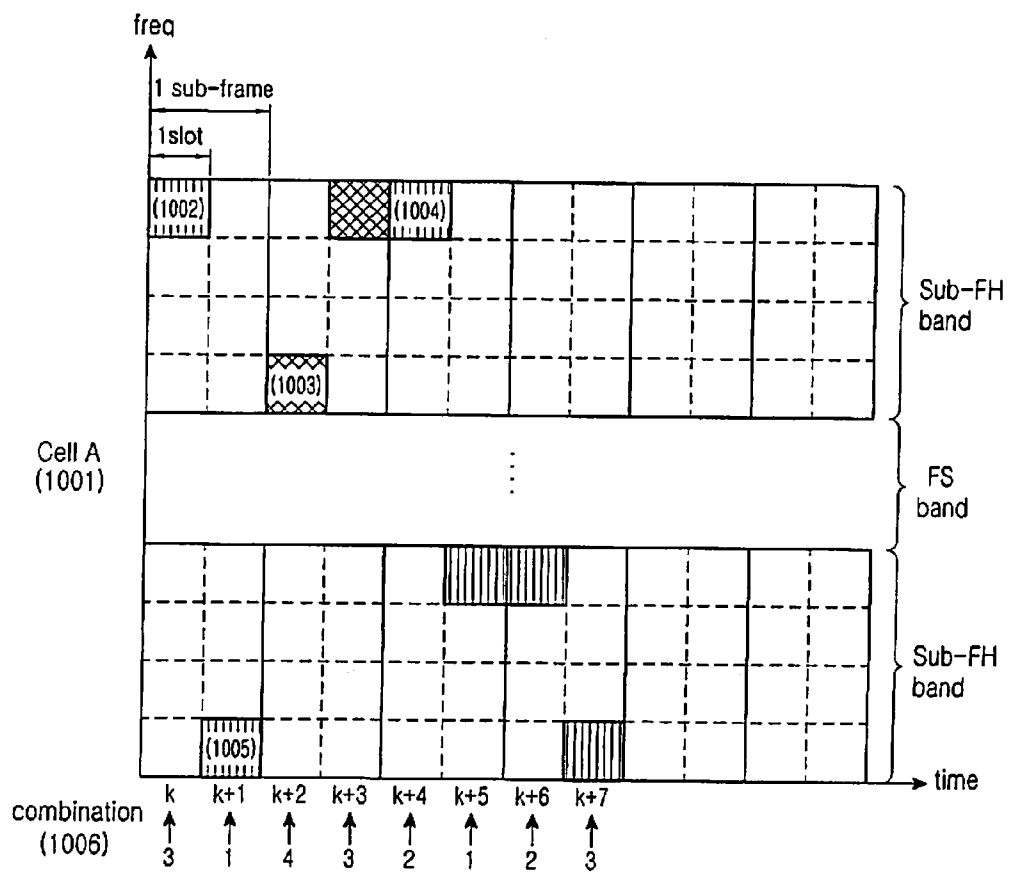 freq
1 sub-frame
1slot
(1002)
(1004)
(1003)
Sub-FH
band
Cell A
(1001)
FS
band
Sub-FH
band
(1005)
time
k k+1 k+2 k+3 k+4 k+5 k+6 k+7
combination
(1006)
3 1 4 3 2 1 2 3